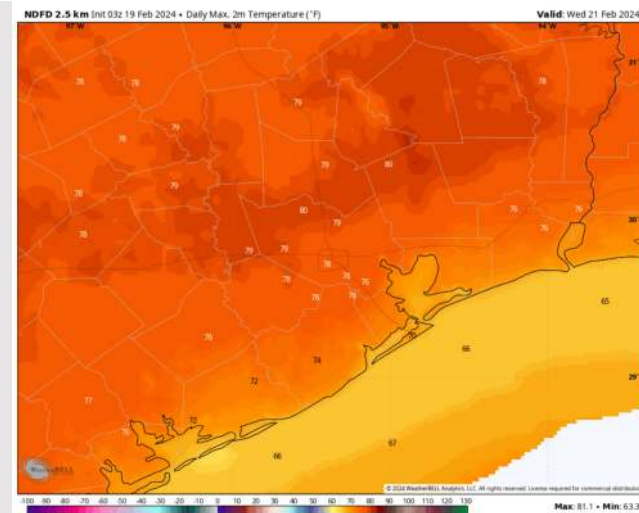 NDFD 2.5 km Init 03z 19 Feb 2024 • Daily Max. 2m Temperature (°F) Valid: Wed 21 Feb 2024
97°W 96°W 95°W 94°W
31°
78 78 79 78
78 79
79 80
78 79
80 79 76 76 30°
78 79 79 76
78 78 76 76
78 78
65
70 66
74 29°
72
77
72
67
66
WeatherBELL
© 2024 WeatherBELL Analytics, LLC. All rights reserved. License required for commercial distribution
-100 -90 -80 -70 -60 -50 -40 -30 -20 -10 0 10 20 30 40 50 60 70 80 90 100 110 120 130
Max: 81.1 • Min: 63.3